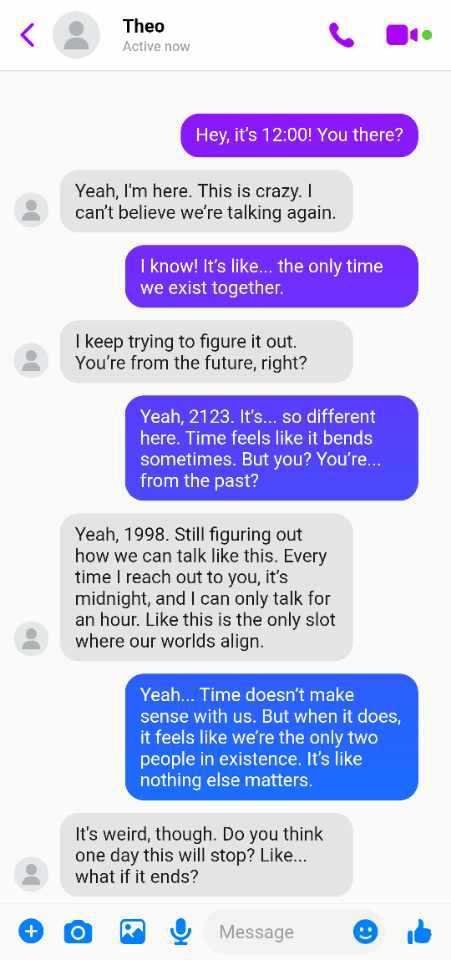 Theo
Active now
Hey, it's 12:00! You there?
Yeah, I'm here. This is crazy. I
can't believe we're talking again.
I know! It's like... the only time
we exist together.
I keep trying to figure it out.
You're from the future, right?
Yeah, 2123. It's... so different
here. Time feels like it bends
sometimes. But you? You're...
from the past?
Yeah, 1998. Still figuring out
how we can talk like this. Every
time I reach out to you, it's
midnight, and I can only talk for
an hour. Like this is the only slot
where our worlds align.
Yeah... Time doesn't make
sense with us. But when it does,
it feels like we're the only two
people in existence. It's like
nothing else matters.
It's weird, though. Do you think
one day this will stop? Like...
what if it ends?
Message